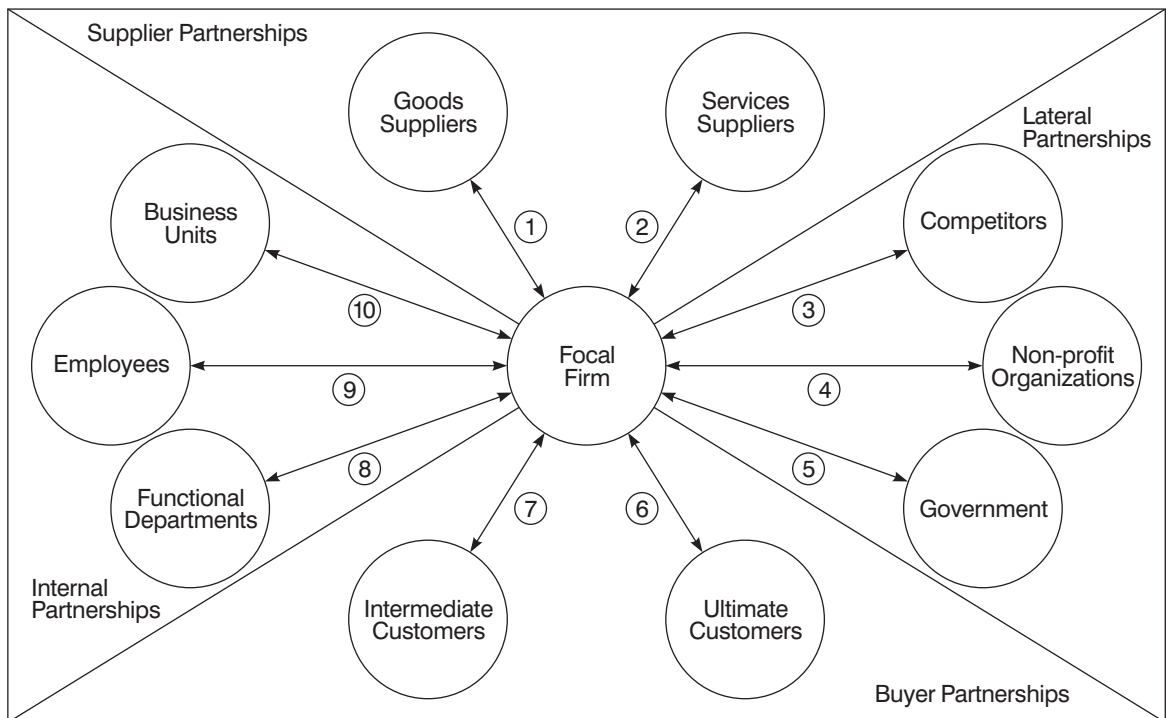 Supplier Partnerships
Goods
Suppliers
Services
Suppliers
Lateral
Partnerships
Business
Units
Competitors
1
2
10
3
Employees
Focal
Firm
Non-profit
Organizations
9
4
8
5
Functional
Departments
Government
7
6
Internal
Partnerships
Intermediate
Customers
Ultimate
Customers
Buyer Partnerships